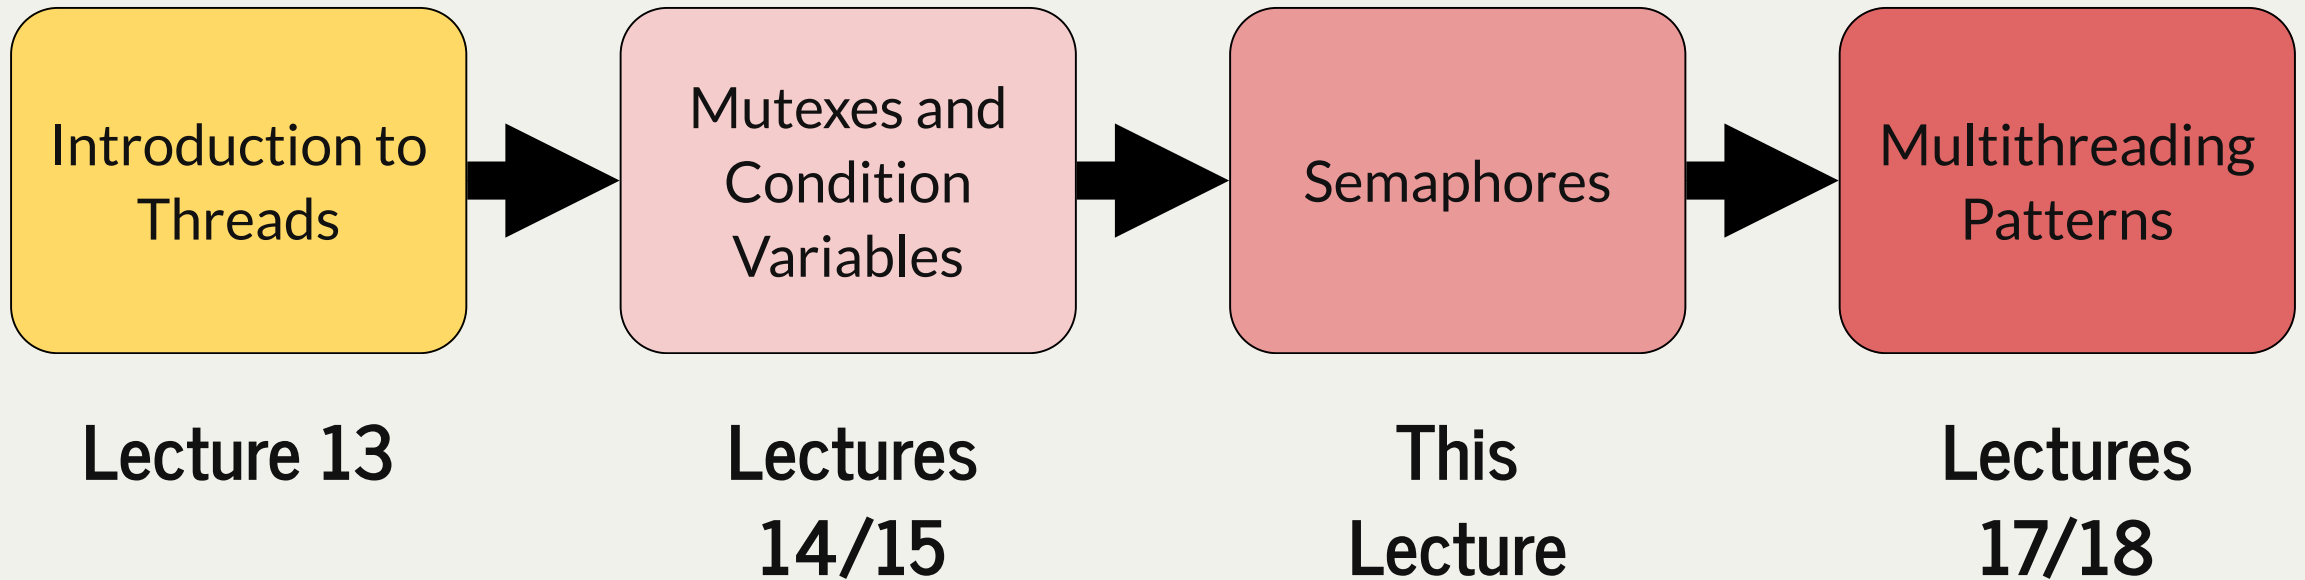 Introduction to
Threads
Mutexes and
Condition
Variables
Semaphores
Multithreading
Patterns
Lecture 13
Lectures
14/15
This
Lecture
Lectures
17/18